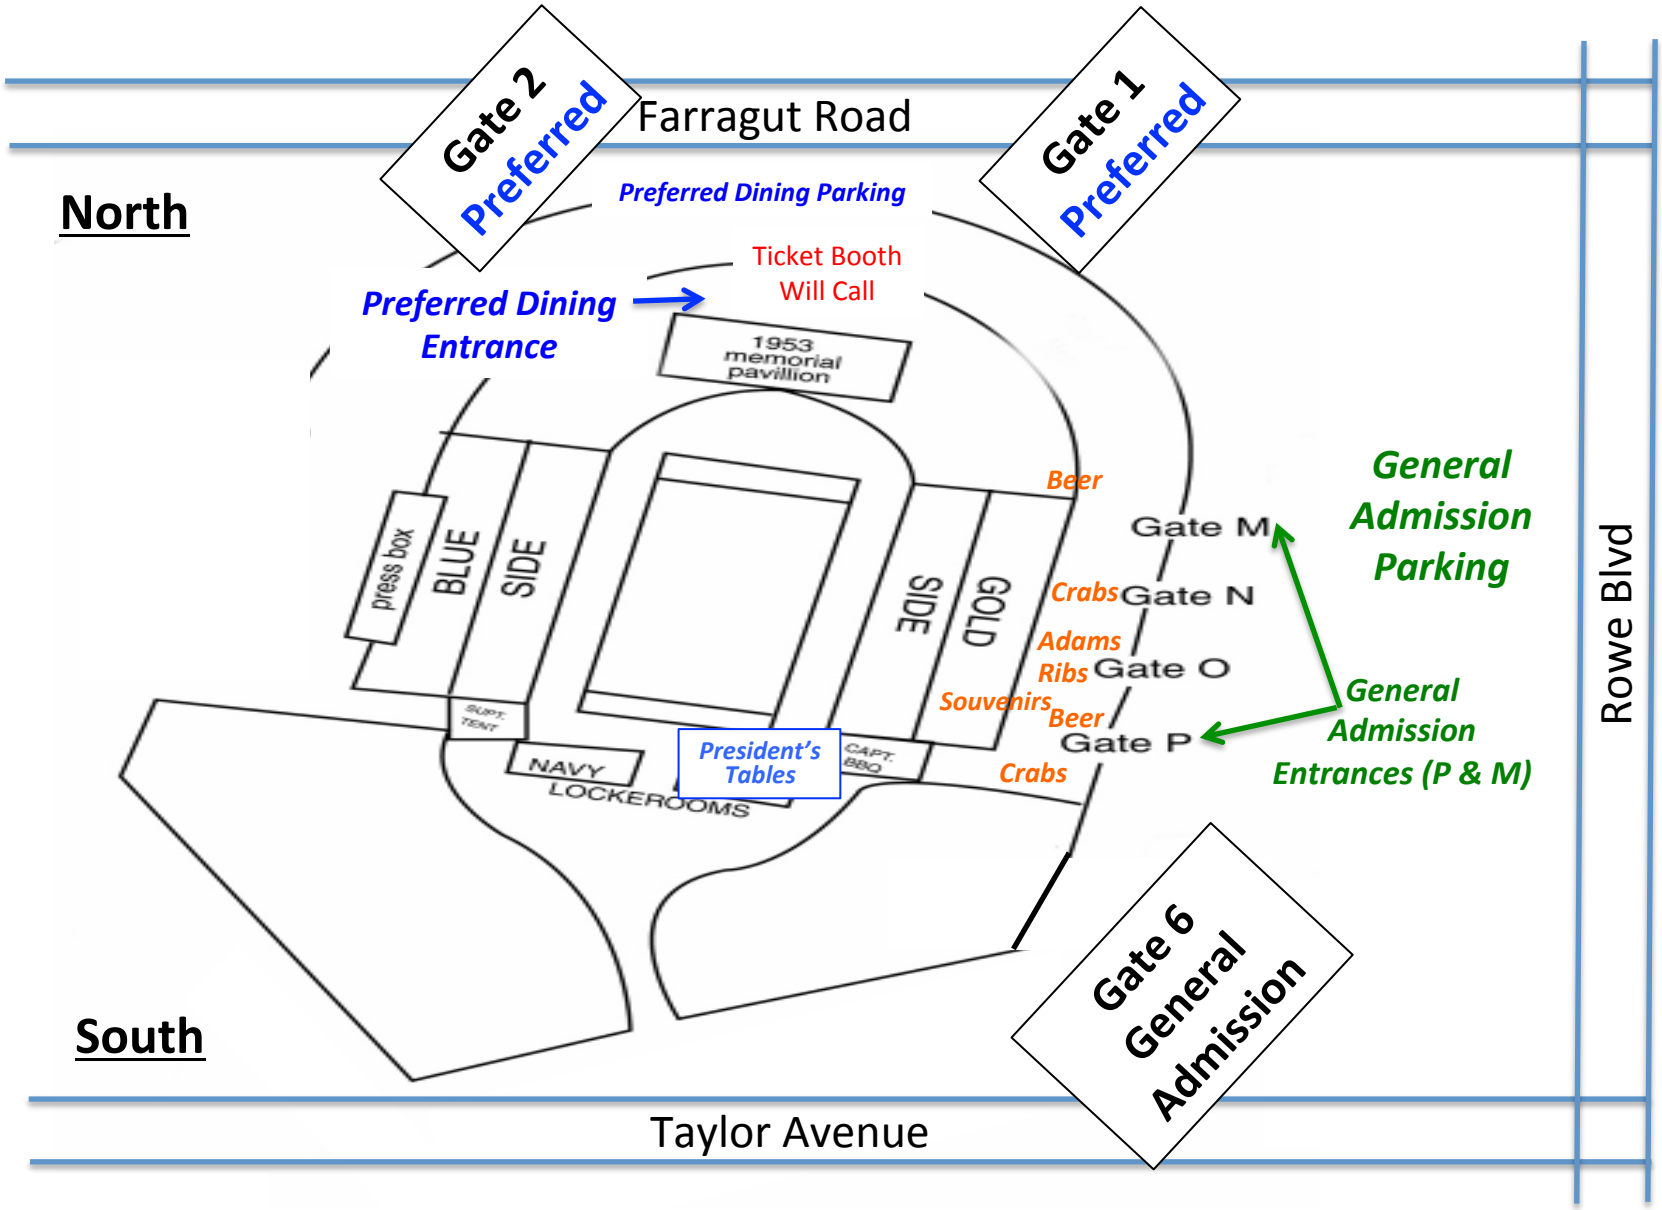 Gate 2
Preferred
Farragut Road
Gate 1
Preferred
North
Preferred Dining Parking
Ticket Booth
Will Call
Preferred Dining
Entrance
1953
memorial
pavillion
Beer
General
Admission
Parking
Gate M
press box
BLUE
SIDE
SIDE
GOLD
Crabs
Gate N
Rowe Blvd
Adams
Ribs
Gate O
Souvenirs
Beer
Gate P
General
Admission
Entrances (P & M)
SUPT.
TENT
President's
Tables
CAPT.
BBQ
Crabs
NAVY
LOCKEROOMS
Gate 6
General
Admission
South
Taylor Avenue